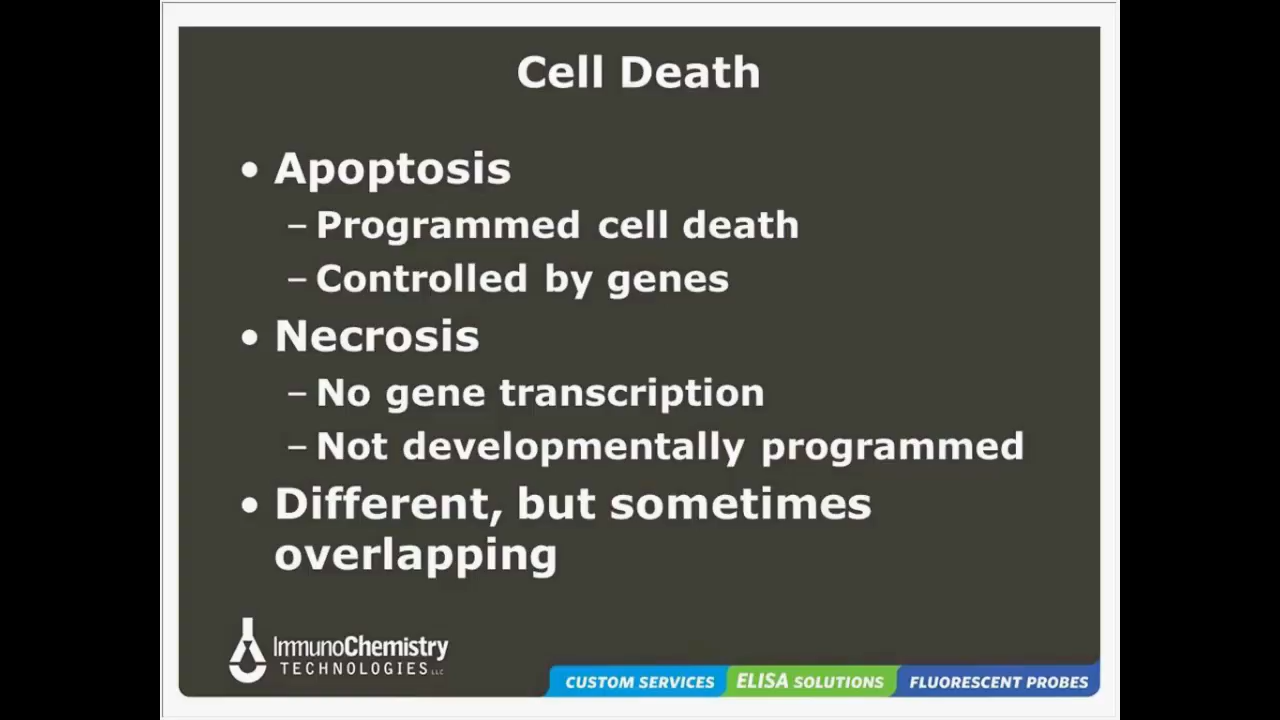 Cell Death
• Apoptosis
– Programmed cell death
– Controlled by genes
• Necrosis
– No gene transcription
– Not developmentally programmed
• Different, but sometimes
overlapping
ImmunoChemistry
TECHNOLOGIES LLC
CUSTOM SERVICES ELISA SOLUTIONS FLUORESCENT PROBES